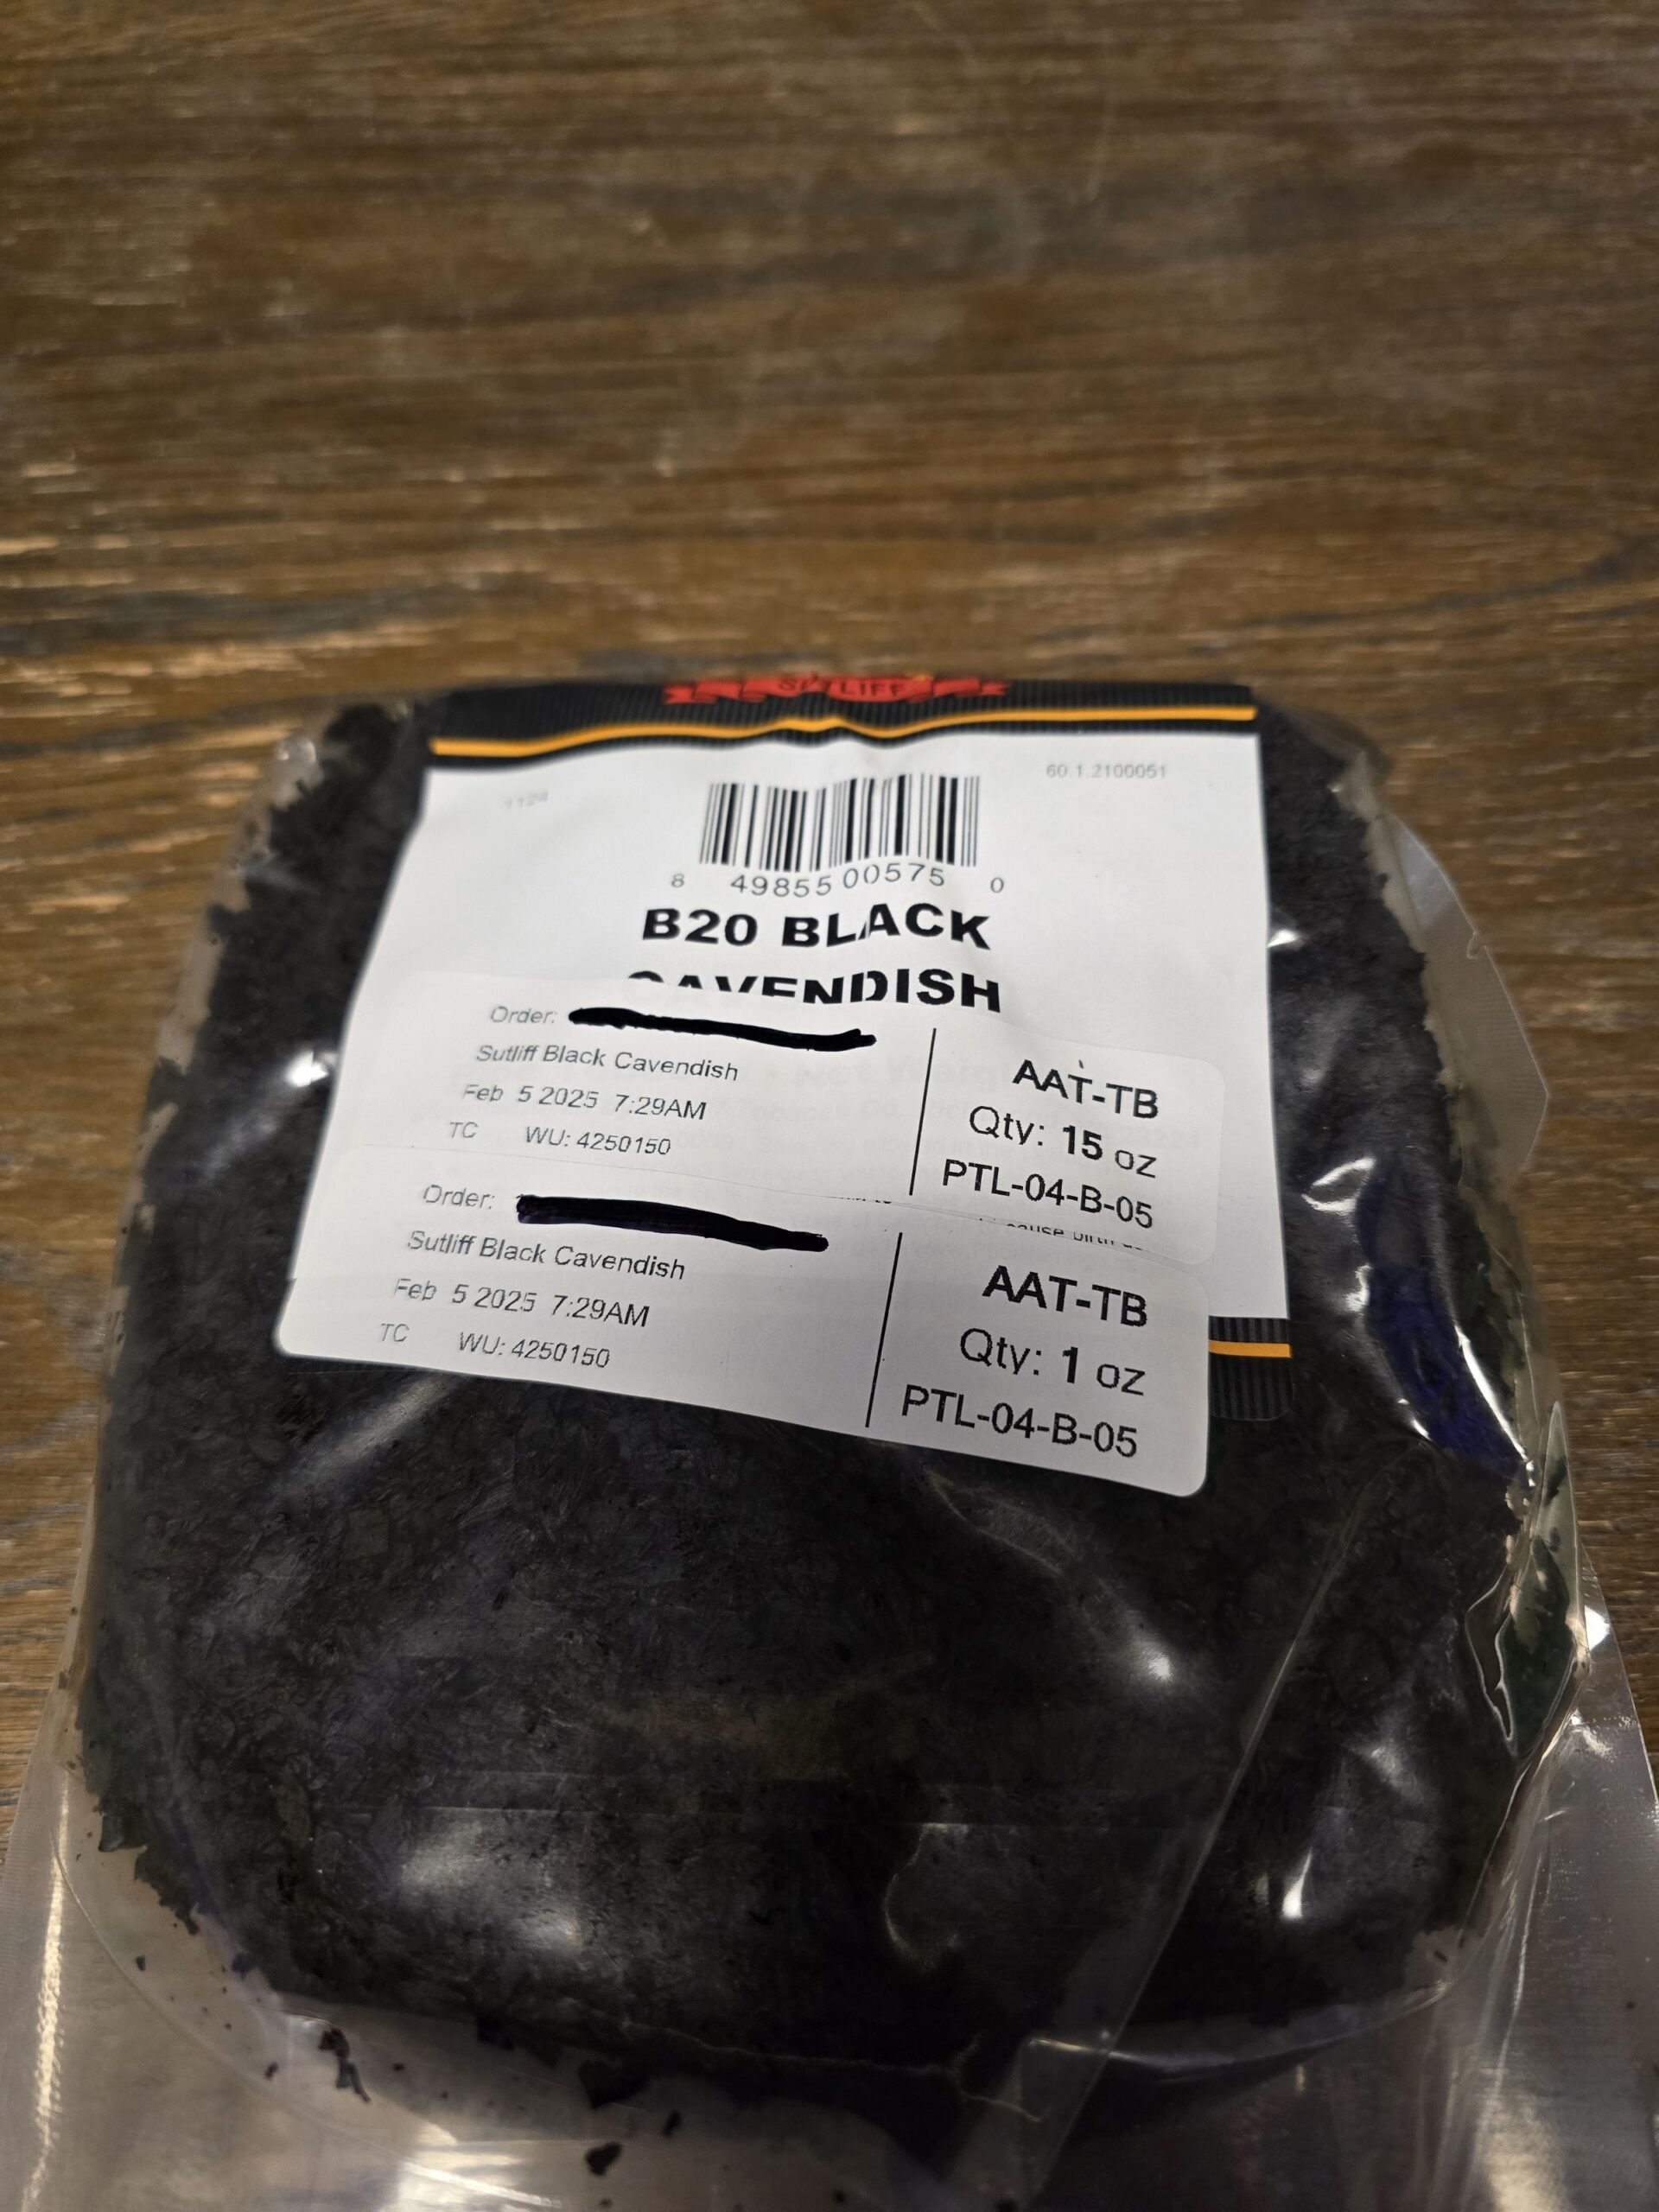 SUTLIFF
1124
60.1.2100051
8 49855 00575 0
B20 BLACK
CAVENDISH
Order:
Sutliff Black Cavendish
Feb 5 2025 7:29AM
TC WU: 4250150
AAT-TB
Qty: 15 oz
PTL-04-B-05
cause birth
Order:
Sutliff Black Cavendish
Feb 5 2025 7:29AM
TC WU: 4250150
AAT-TB
Qty: 1 oz
PTL-04-B-05